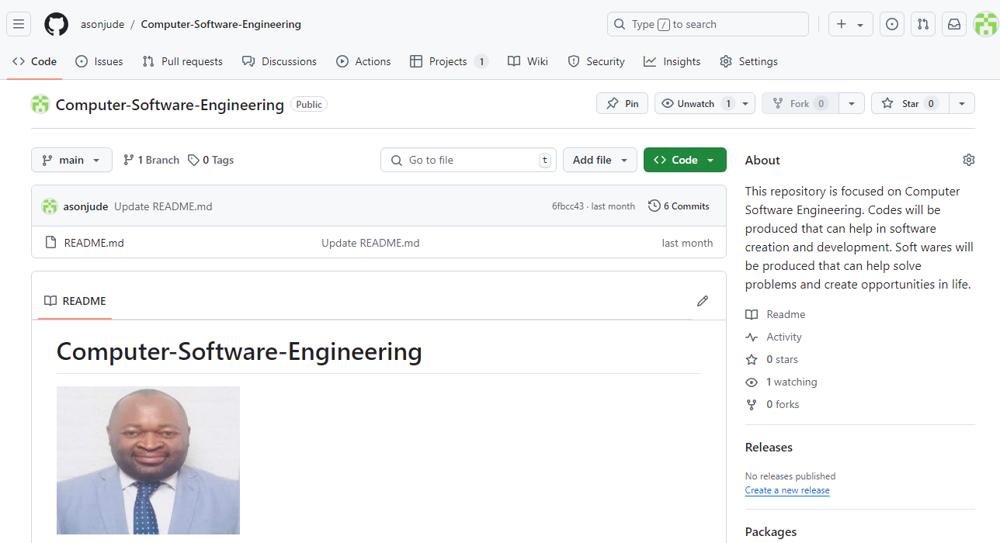 asonjude / Computer-Software-Engineering
Type / to search
Code Issues Pull requests Discussions Actions Projects 1 Wiki Security Insights Settings
Computer-Software-Engineering Public
Pin Unwatch 1 Fork 0 Star 0
main 1 Branch 0 Tags Go to file t Add file Code
asonjude Update README.md 6fbcc43 · last month 6 Commits
README.md Update README.md last month
README
Computer-Software-Engineering
About
This repository is focused on Computer
Software Engineering. Codes will be
produced that can help in software
creation and development. Soft wares will
be produced that can help solve
problems and create opportunities in life.
Readme
Activity
0 stars
1 watching
0 forks
Releases
No releases published
Create a new release
Packages